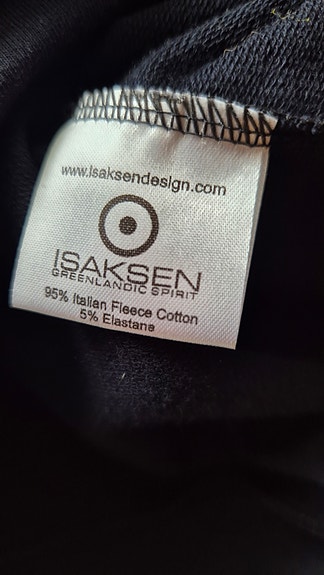 www.isaksendesign.com
ISAKSEN
GREENLANDIC SPIRIT
95% Italian Fleece Cotton
5% Elastane